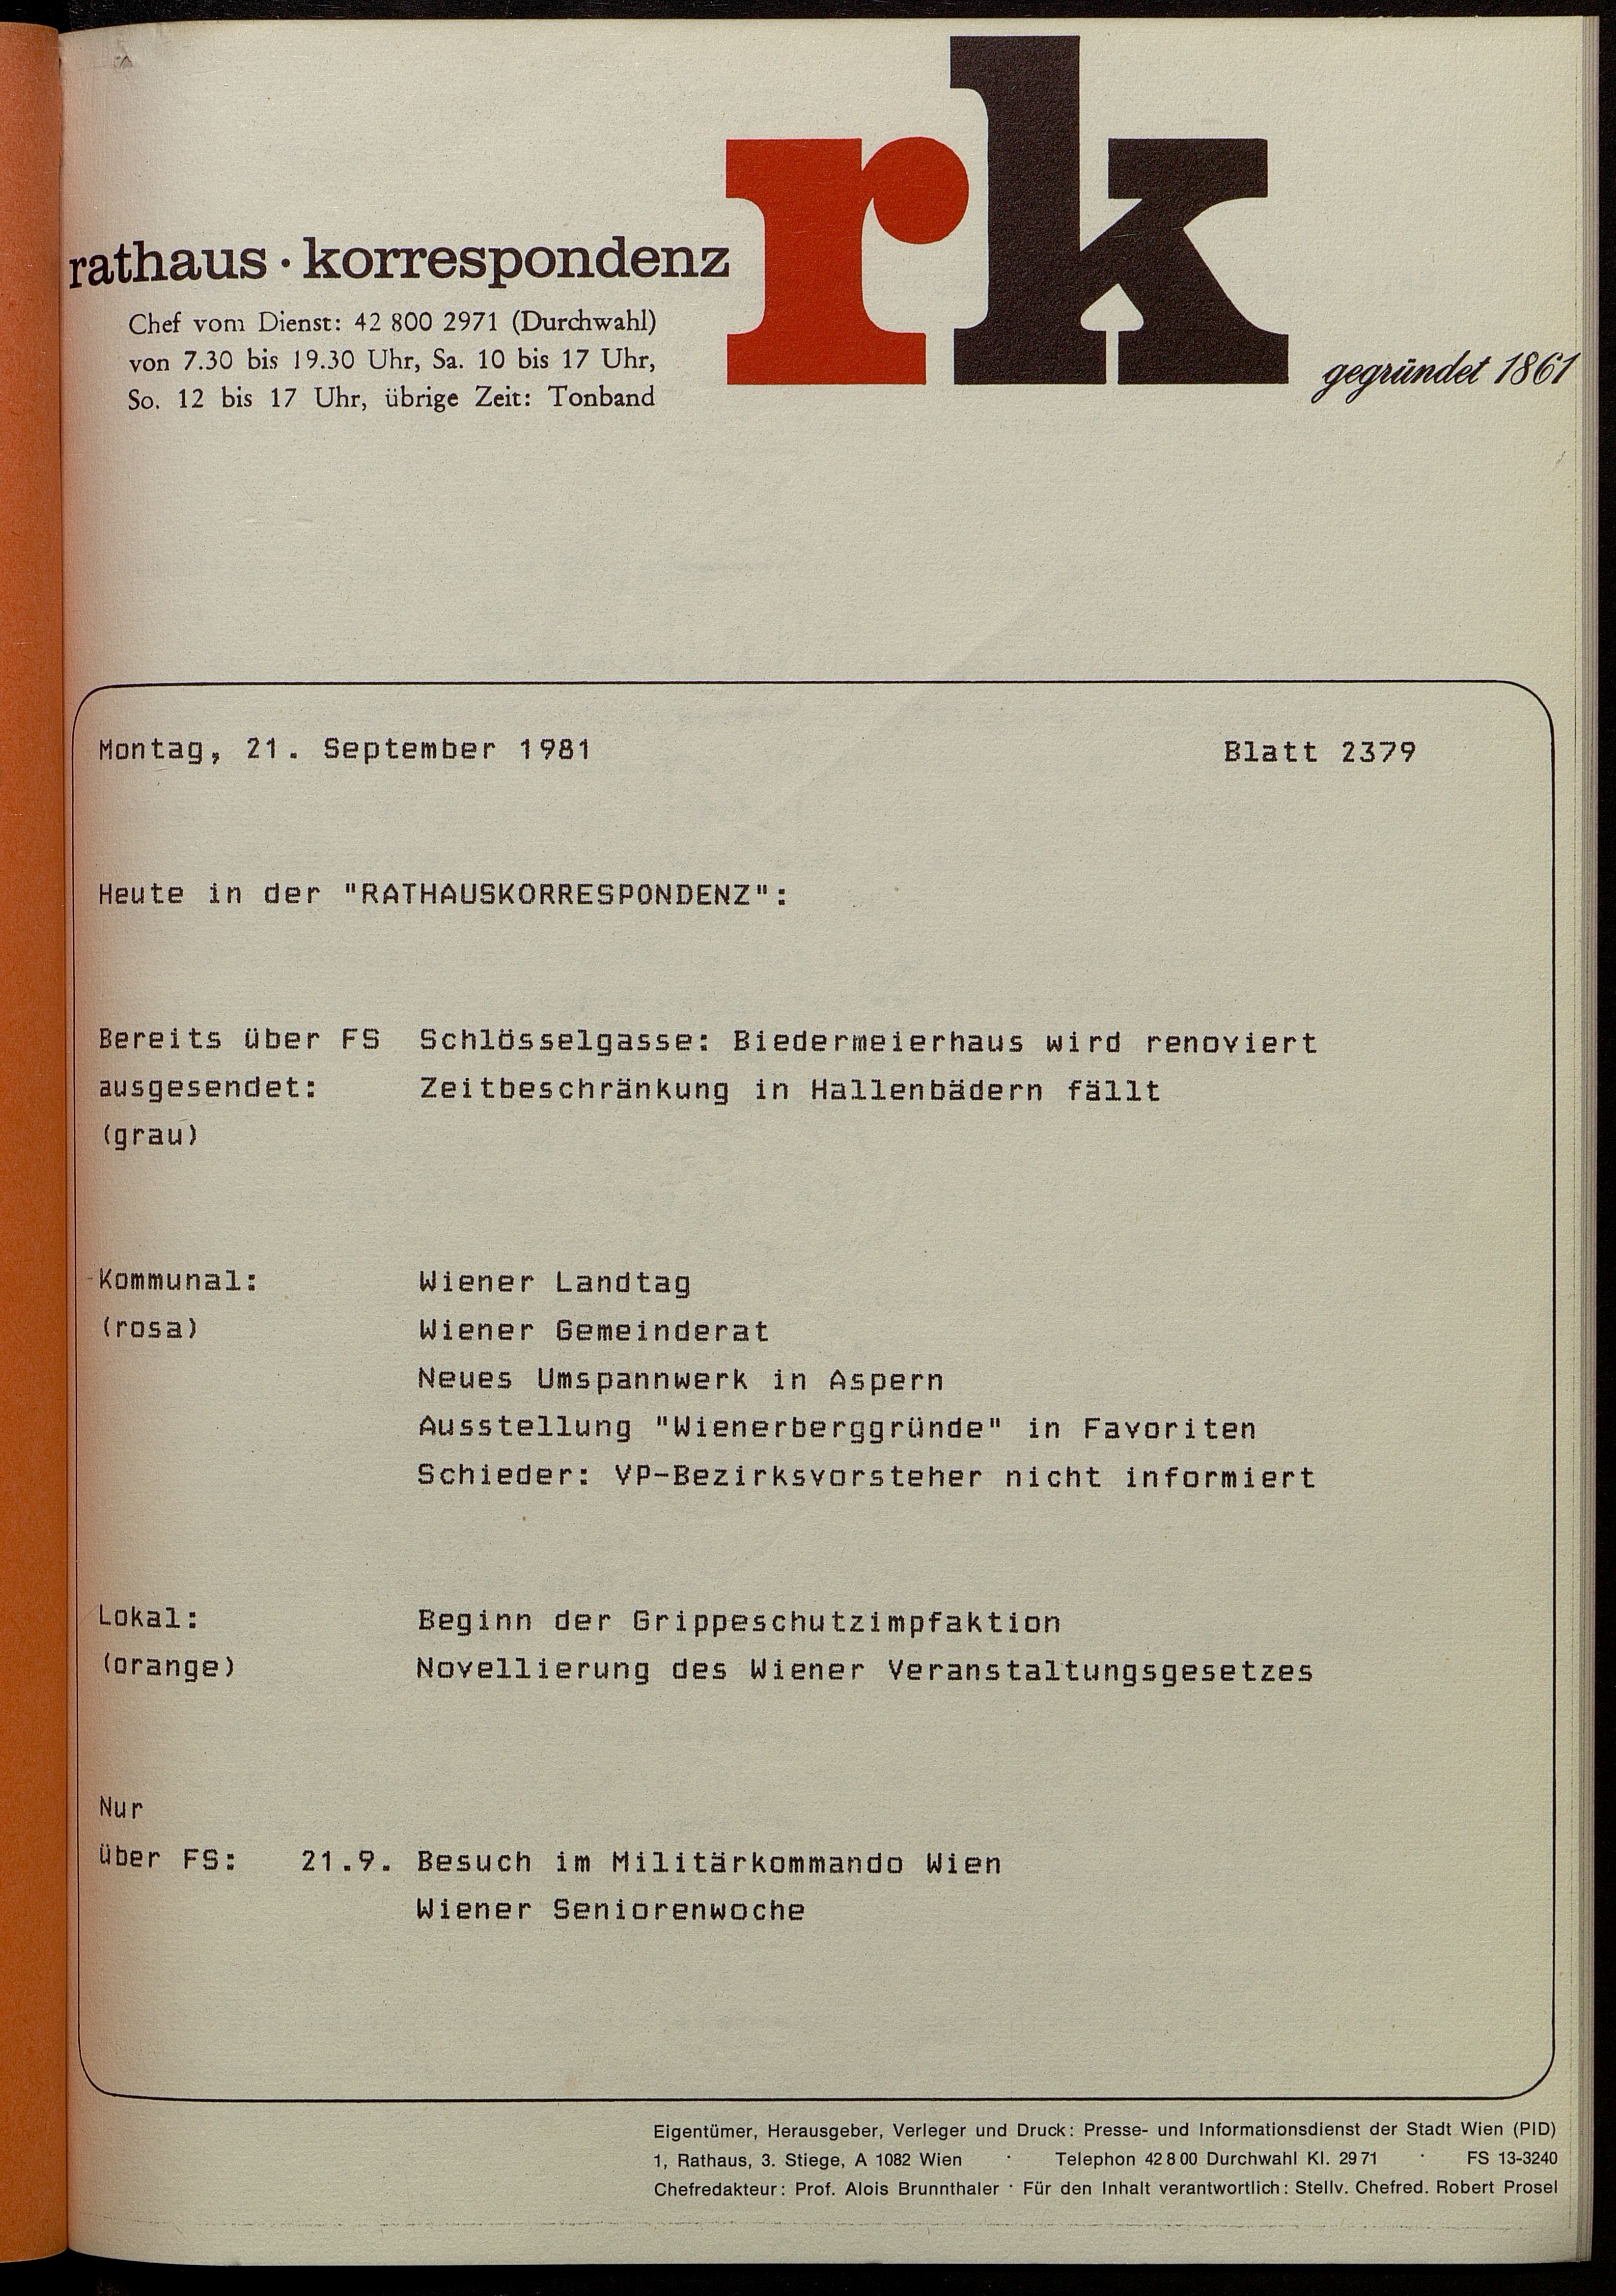 rk
rathaus · korrespondenz
Chef vom Dienst: 42 800 2971 (Durchwahl)
von 7.30 bis 19.30 Uhr, Sa. 10 bis 17 Uhr,
So. 12 bis 17 Uhr, übrige Zeit: Tonband
gegründet 1861
Montag, 21. September 1981 Blatt 2379
Heute in der "RATHAUSKORRESPONDENZ":
Bereits über FS Schlösselgasse: Biedermeierhaus wird renoviert
ausgesendet: Zeitbeschränkung in Hallenbädern fällt
(grau)
Kommunal: Wiener Landtag
(rosa) Wiener Gemeinderat
Neues Umspannwerk in Aspern
Ausstellung "Wienerberggründe" in Favoriten
Schieder: VP-Bezirksvorsteher nicht informiert
Lokal: Beginn der Grippeschutzimpfaktion
(orange) Novellierung des Wiener Veranstaltungsgesetzes
Nur
über FS: 21.9. Besuch im Militärkommando Wien
Wiener Seniorenwoche
Eigentümer, Herausgeber, Verleger und Druck: Presse- und Informationsdienst der Stadt Wien (PID)
1, Rathaus, 3. Stiege, A 1082 Wien · Telephon 42 8 00 Durchwahl Kl. 29 71 · FS 13-3240
Chefredakteur: Prof. Alois Brunnthaler · Für den Inhalt verantwortlich: Stellv. Chefred. Robert Prosel